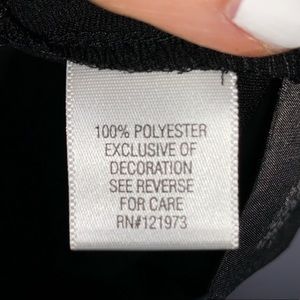 100% POLYESTER
EXCLUSIVE OF
DECORATION
SEE REVERSE
FOR CARE
RN#121973